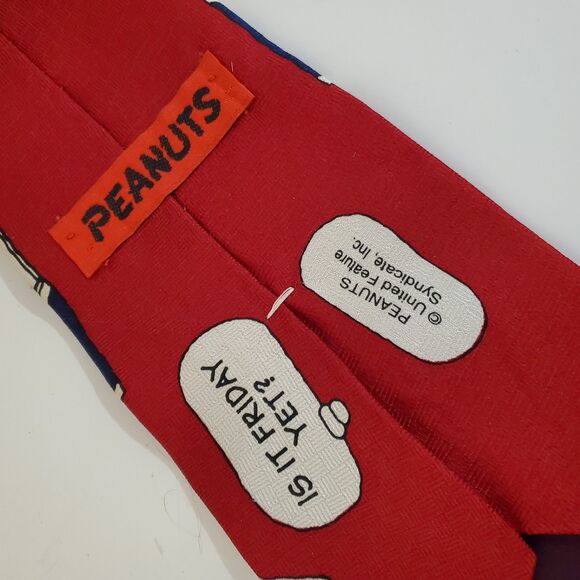 PEANUTS
IS IT FRIDAY
YET?
PEANUTS
© United Feature
Syndicate, Inc.